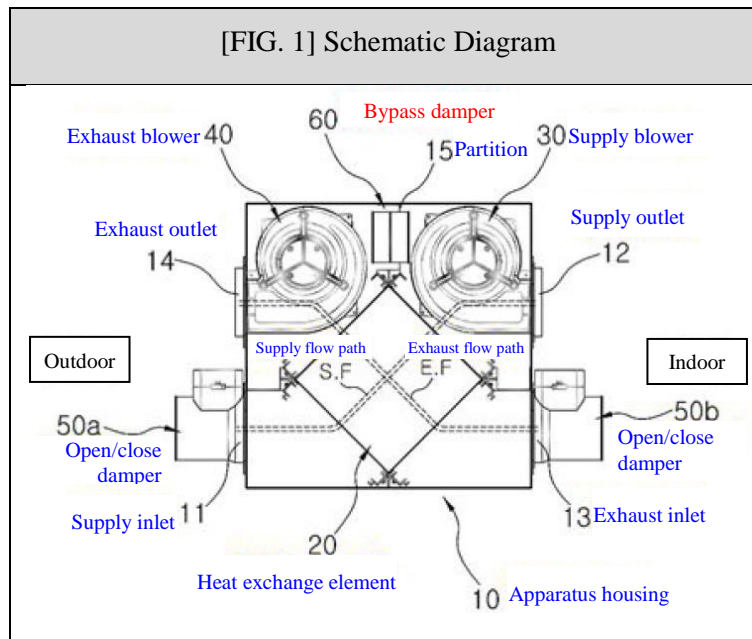 [FIG. 1] Schematic Diagram
Bypass damper
Exhaust blower 40
60
15 Partition
30 Supply blower
Exhaust outlet
Supply outlet
14
12
Outdoor
Supply flow path
Exhaust flow path
Indoor
S.F
E.F
50a
50b
Open/close
damper
Open/close
damper
Supply inlet 11
13 Exhaust inlet
20
Heat exchange element
10 Apparatus housing